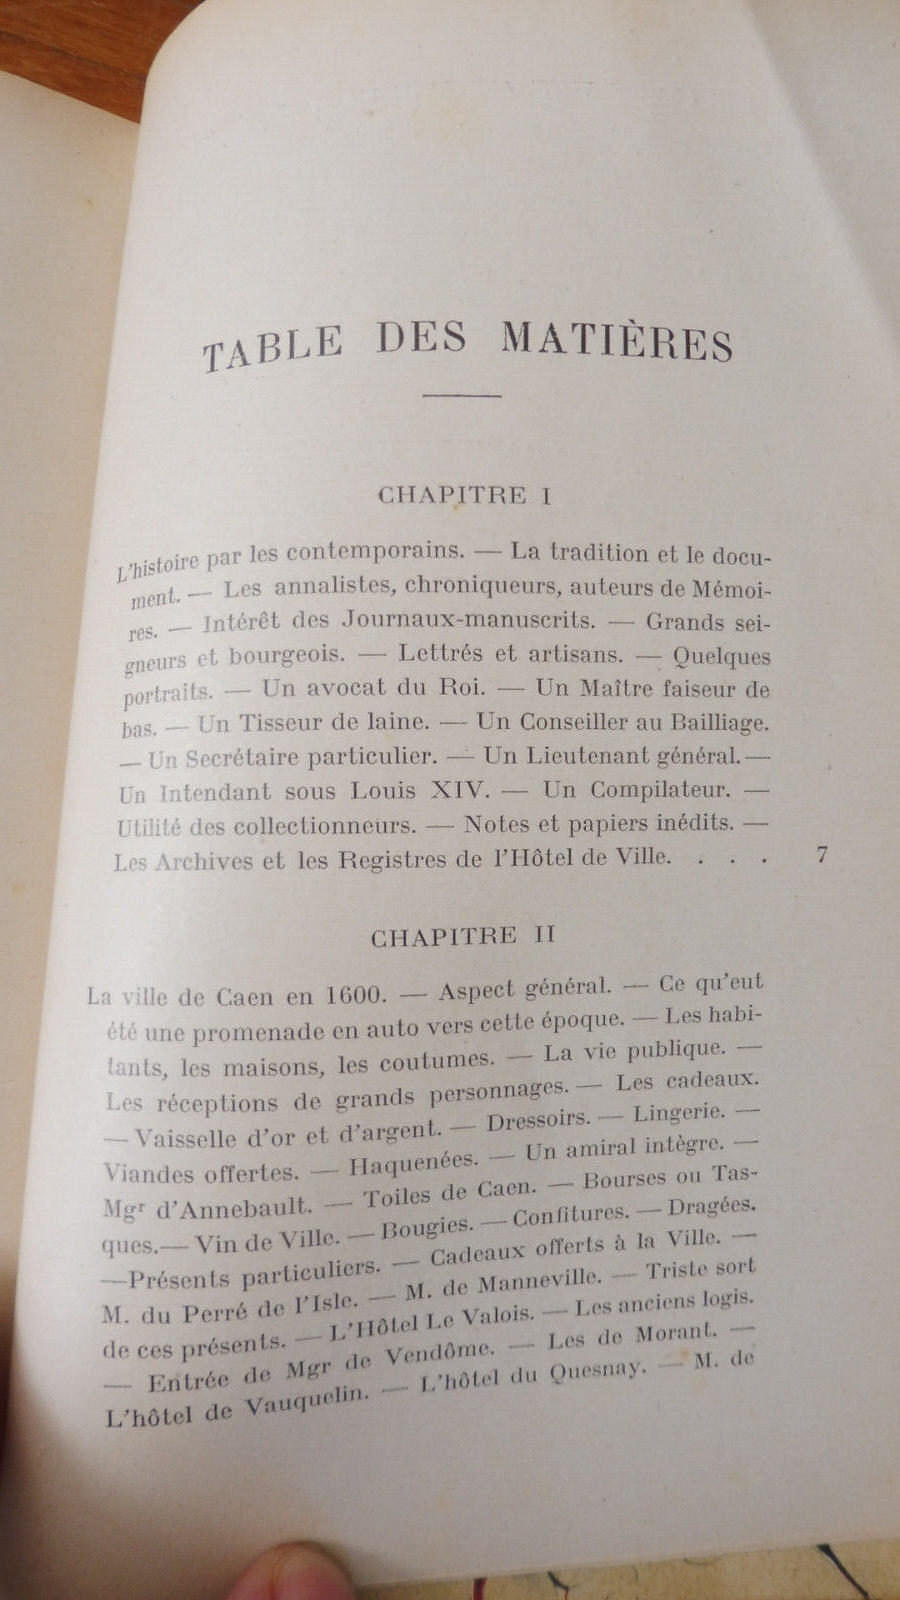 TABLE DES MATIÈRES
CHAPITRE I
L'histoire par les contemporains. — La tradition et le docu-
ment. — Les annalistes, chroniqueurs, auteurs de Mémoi-
res. — Intérêt des Journaux-manuscrits. — Grands sei-
gneurs et bourgeois. — Lettrés et artisans. — Quelques
portraits. — Un avocat du Roi. — Un Maître faiseur de
bas. — Un Tisseur de laine. — Un Conseiller au Bailliage.
— Un Secrétaire particulier. — Un Lieutenant général. —
Un Intendant sous Louis XIV. — Un Compilateur. —
Utilité des collectionneurs. — Notes et papiers inédits. —
Les Archives et les Registres de l'Hôtel de Ville. . . . 7
CHAPITRE II
La ville de Caen en 1600. — Aspect général. — Ce qu'eut
été une promenade en auto vers cette époque. — Les habi-
tants, les maisons, les coutumes. — La vie publique. —
Les réceptions de grands personnages. — Les cadeaux.
— Vaisselle d'or et d'argent. — Dressoirs. — Lingerie. —
Viandes offertes. — Haquenées. — Un amiral intègre. —
Mgr d'Annebault. — Toiles de Caen. — Bourses ou Tas-
ques. — Vin de Ville. — Bougies. — Confitures. — Dragées.
— Présents particuliers. — Cadeaux offerts à la Ville. —
M. du Perré de l'Isle. — M. de Manneville. — Triste sort
de ces présents. — L'Hôtel Le Valois. — Les anciens logis.
— Entrée de Mgr de Vendôme. — Les de Morant. —
L'hôtel de Vauquelin. — L'hôtel du Quesnay. — M. de